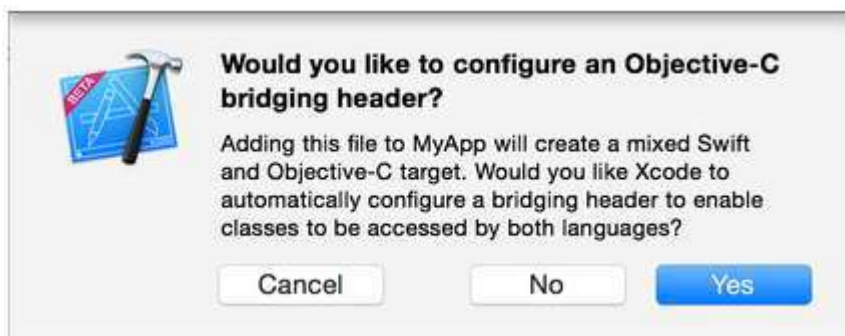 BETA
Would you like to configure an Objective-C
bridging header?
Adding this file to MyApp will create a mixed Swift
and Objective-C target. Would you like Xcode to
automatically configure a bridging header to enable
classes to be accessed by both languages?
Cancel No Yes